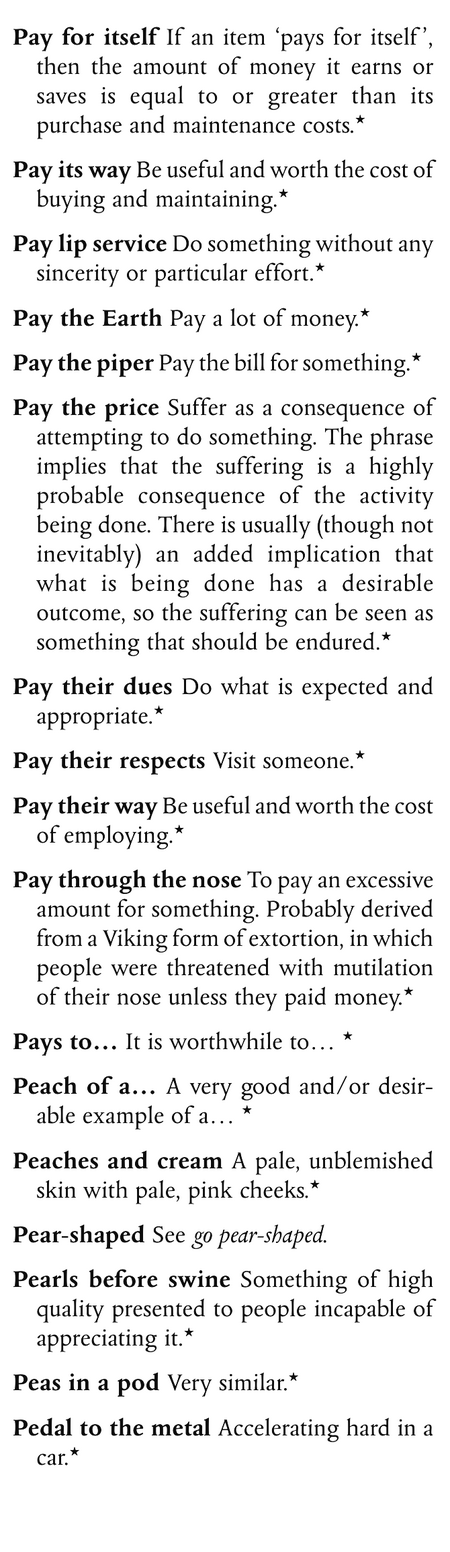 Pay for itself If an item ‘pays for itself’,
then the amount of money it earns or
saves is equal to or greater than its
purchase and maintenance costs.★
Pay its way Be useful and worth the cost of
buying and maintaining.★
Pay lip service Do something without any
sincerity or particular effort.★
Pay the Earth Pay a lot of money.★
Pay the piper Pay the bill for something.★
Pay the price Suffer as a consequence of
attempting to do something. The phrase
implies that the suffering is a highly
probable consequence of the activity
being done. There is usually (though not
inevitably) an added implication that
what is being done has a desirable
outcome, so the suffering can be seen as
something that should be endured.★
Pay their dues Do what is expected and
appropriate.★
Pay their respects Visit someone.★
Pay their way Be useful and worth the cost
of employing.★
Pay through the nose To pay an excessive
amount for something. Probably derived
from a Viking form of extortion, in which
people were threatened with mutilation
of their nose unless they paid money.★
Pays to… It is worthwhile to… ★
Peach of a… A very good and/or desir-
able example of a… ★
Peaches and cream A pale, unblemished
skin with pale, pink cheeks.★
Pear-shaped See go pear-shaped.
Pearls before swine Something of high
quality presented to people incapable of
appreciating it.★
Peas in a pod Very similar.★
Pedal to the metal Accelerating hard in a
car.★